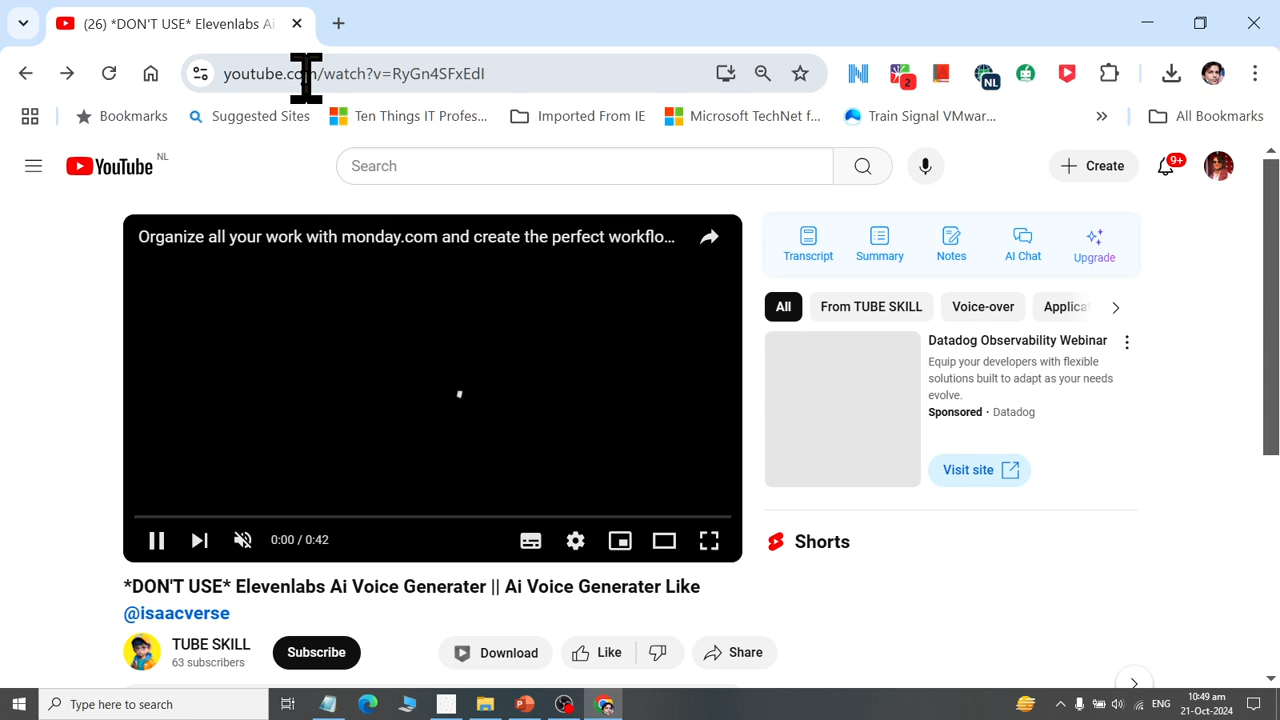 (26) *DON'T USE* Elevenlabs Ai
youtube.com/watch?v=RyGn4SFxEdI
2
NL
Bookmarks
Suggested Sites
Ten Things IT Profes...
Imported From IE
Microsoft TechNet f...
Train Signal VMwar...
»
All Bookmarks
YouTube NL
Search
Create
9+
Organize all your work with monday.com and create the perfect workflo...
Transcript
Summary
Notes
AI Chat
Upgrade
All
From TUBE SKILL
Voice-over
Applica
Datadog Observability Webinar
Equip your developers with flexible
solutions built to adapt as your needs
evolve.
Sponsored · Datadog
Visit site
0:00 / 0:42
Shorts
*DON'T USE* Elevenlabs Ai Voice Generater || Ai Voice Generater Like
@isaacverse
TUBE SKILL
63 subscribers
Subscribe
Download
Like
Share
Type here to search
ENG
10:49 am
21-Oct-2024